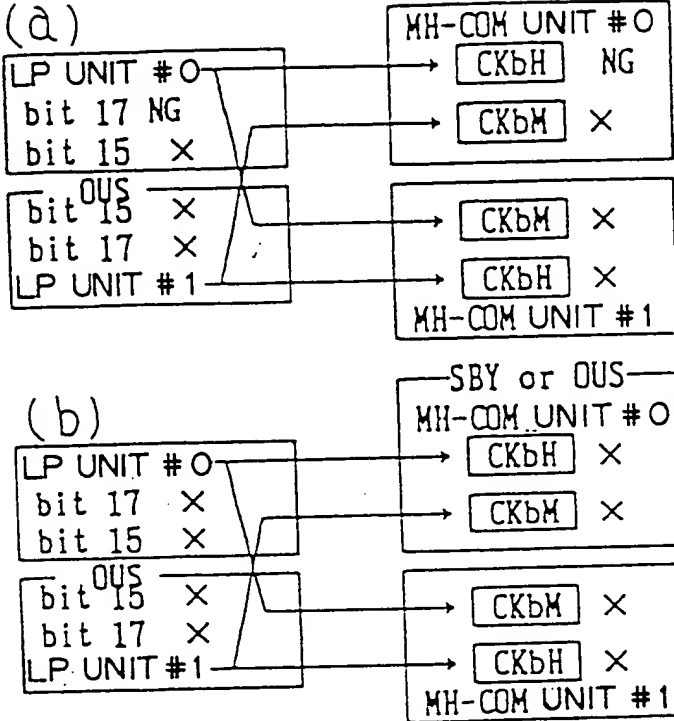 (a)
LP UNIT #0
bit 17 NG
bit 15 ×
OUS
bit 15 ×
bit 17 ×
LP UNIT #1
MH-COM UNIT #0
CKbH NG
CKbM ×
CKbM ×
CKbH ×
MH-COM UNIT #1
(b)
LP UNIT #0
bit 17 ×
bit 15 ×
OUS
bit 15 ×
bit 17 ×
LP UNIT #1
SBY or OUS
MH-COM UNIT #0
CKbH ×
CKbM ×
CKbM ×
CKbH ×
MH-COM UNIT #1